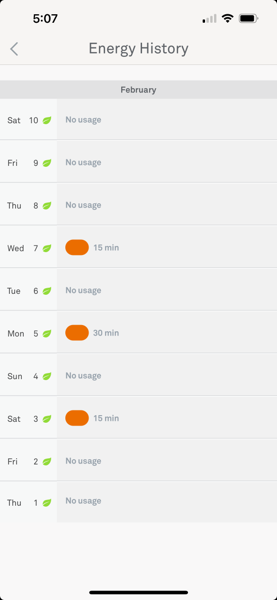 5:07
Energy History
February
Sat 10 No usage
Fri 9 No usage
Thu 8 No usage
Wed 7 15 min
Tue 6 No usage
Mon 5 30 min
Sun 4 No usage
Sat 3 15 min
Fri 2 No usage
Thu 1 No usage